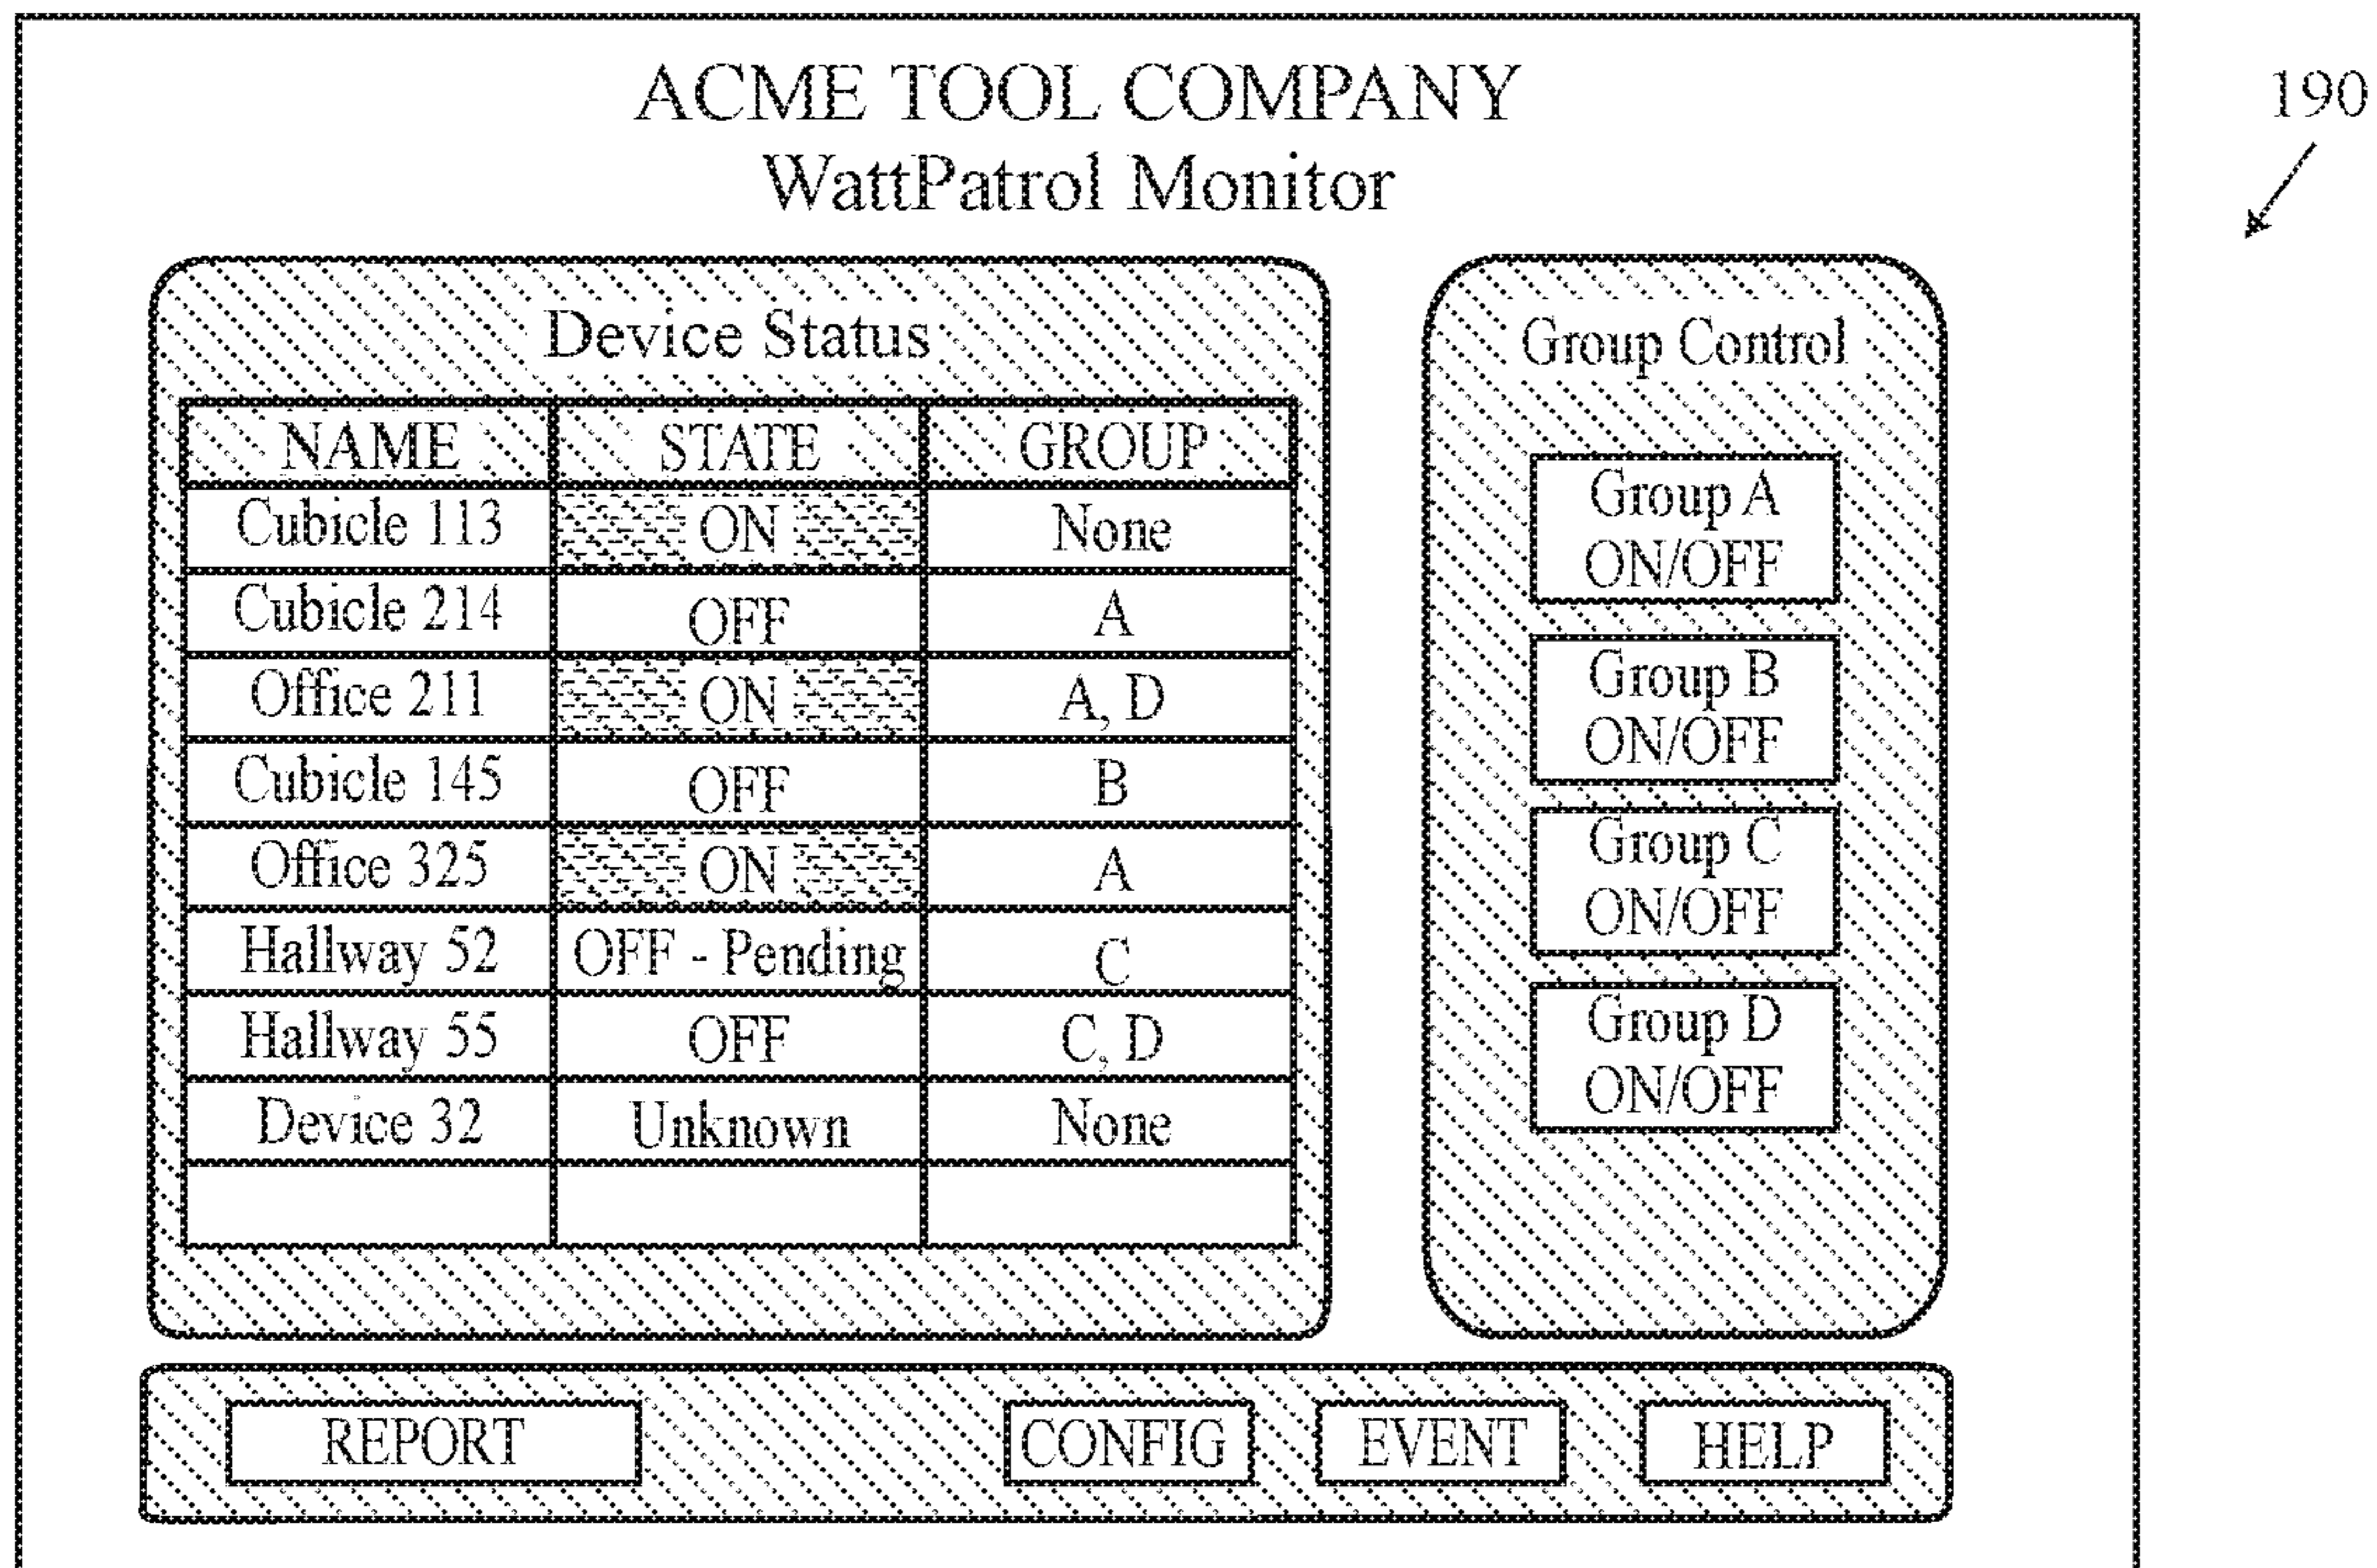 ACME TOOL COMPANY
WattPatrol Monitor
190
Device Status
NAME STATE GROUP
Cubicle 113 ON None
Cubicle 214 OFF A
Office 211 ON A, D
Cubicle 145 OFF B
Office 325 ON A
Hallway 52 OFF - Pending C
Hallway 55 OFF C, D
Device 32 Unknown None
Group Control
Group A
ON/OFF
Group B
ON/OFF
Group C
ON/OFF
Group D
ON/OFF
REPORT CONFIG EVENT HELP